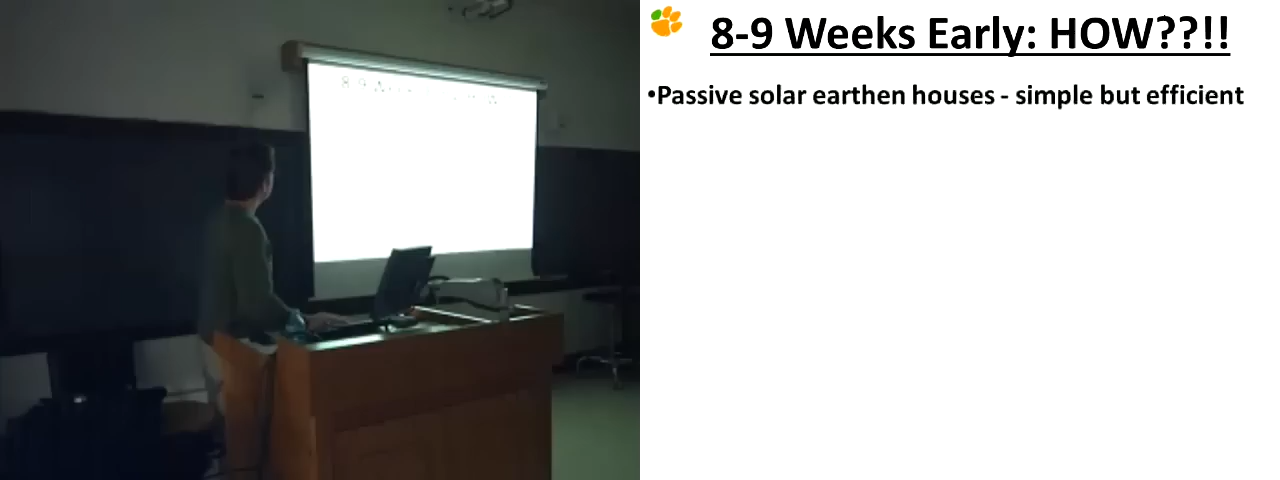 8-9 Weeks Early: HOW??!!
•Passive solar earthen houses - simple but efficient